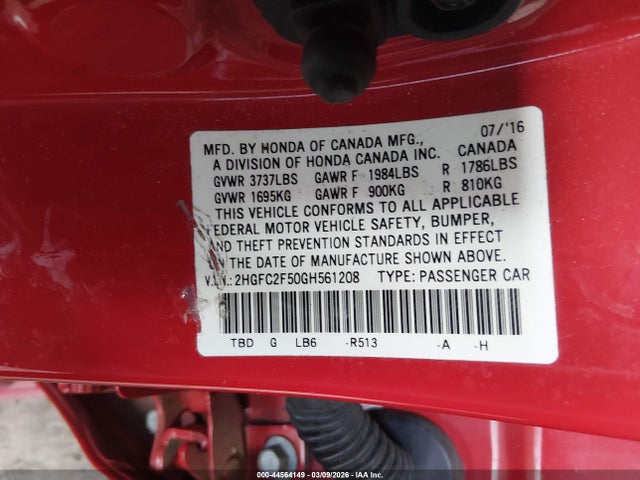 07/'16
MFD. BY HONDA OF CANADA MFG.,
A DIVISION OF HONDA CANADA INC. CANADA
GVWR 3737LBS GAWR F 1984LBS R 1786LBS
GVWR 1695KG GAWR F 900KG R 810KG
THIS VEHICLE CONFORMS TO ALL APPLICABLE
FEDERAL MOTOR VEHICLE SAFETY, BUMPER,
AND THEFT PREVENTION STANDARDS IN EFFECT
ON THE DATE OF MANUFACTURE SHOWN ABOVE.
V.I.N.: 2HGFC2F50GH561208 TYPE: PASSENGER CAR
TBD G LB6 -R513 -A -H
000-44564149 | 03/09/2026 - IAA Inc.